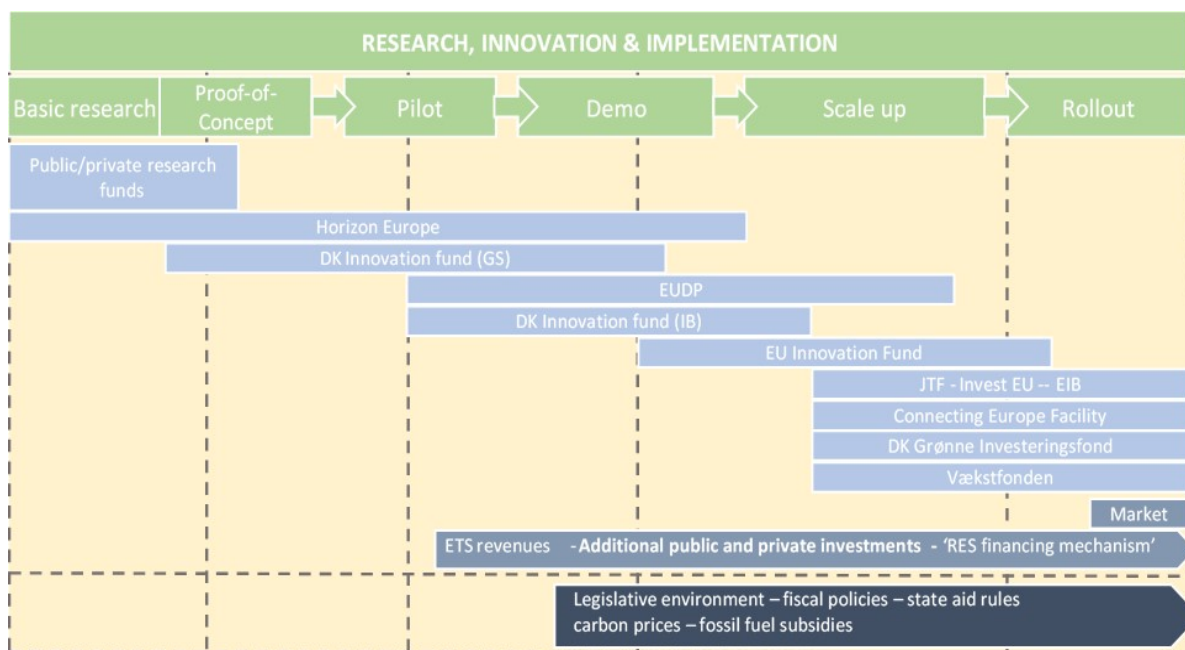 RESEARCH, INNOVATION & IMPLEMENTATION
Basic research
Proof-of-
Concept
Pilot
Demo
Scale up
Rollout
Public/private research
funds
Horizon Europe
DK Innovation fund (GS)
EUDP
DK Innovation fund (IB)
EU Innovation Fund
JTF - Invest EU -- EIB
Connecting Europe Facility
DK Grønne Investeringsfond
Vækstfonden
Market
ETS revenues - Additional public and private investments - ‘RES financing mechanism’
Legislative environment – fiscal policies – state aid rules
carbon prices – fossil fuel subsidies